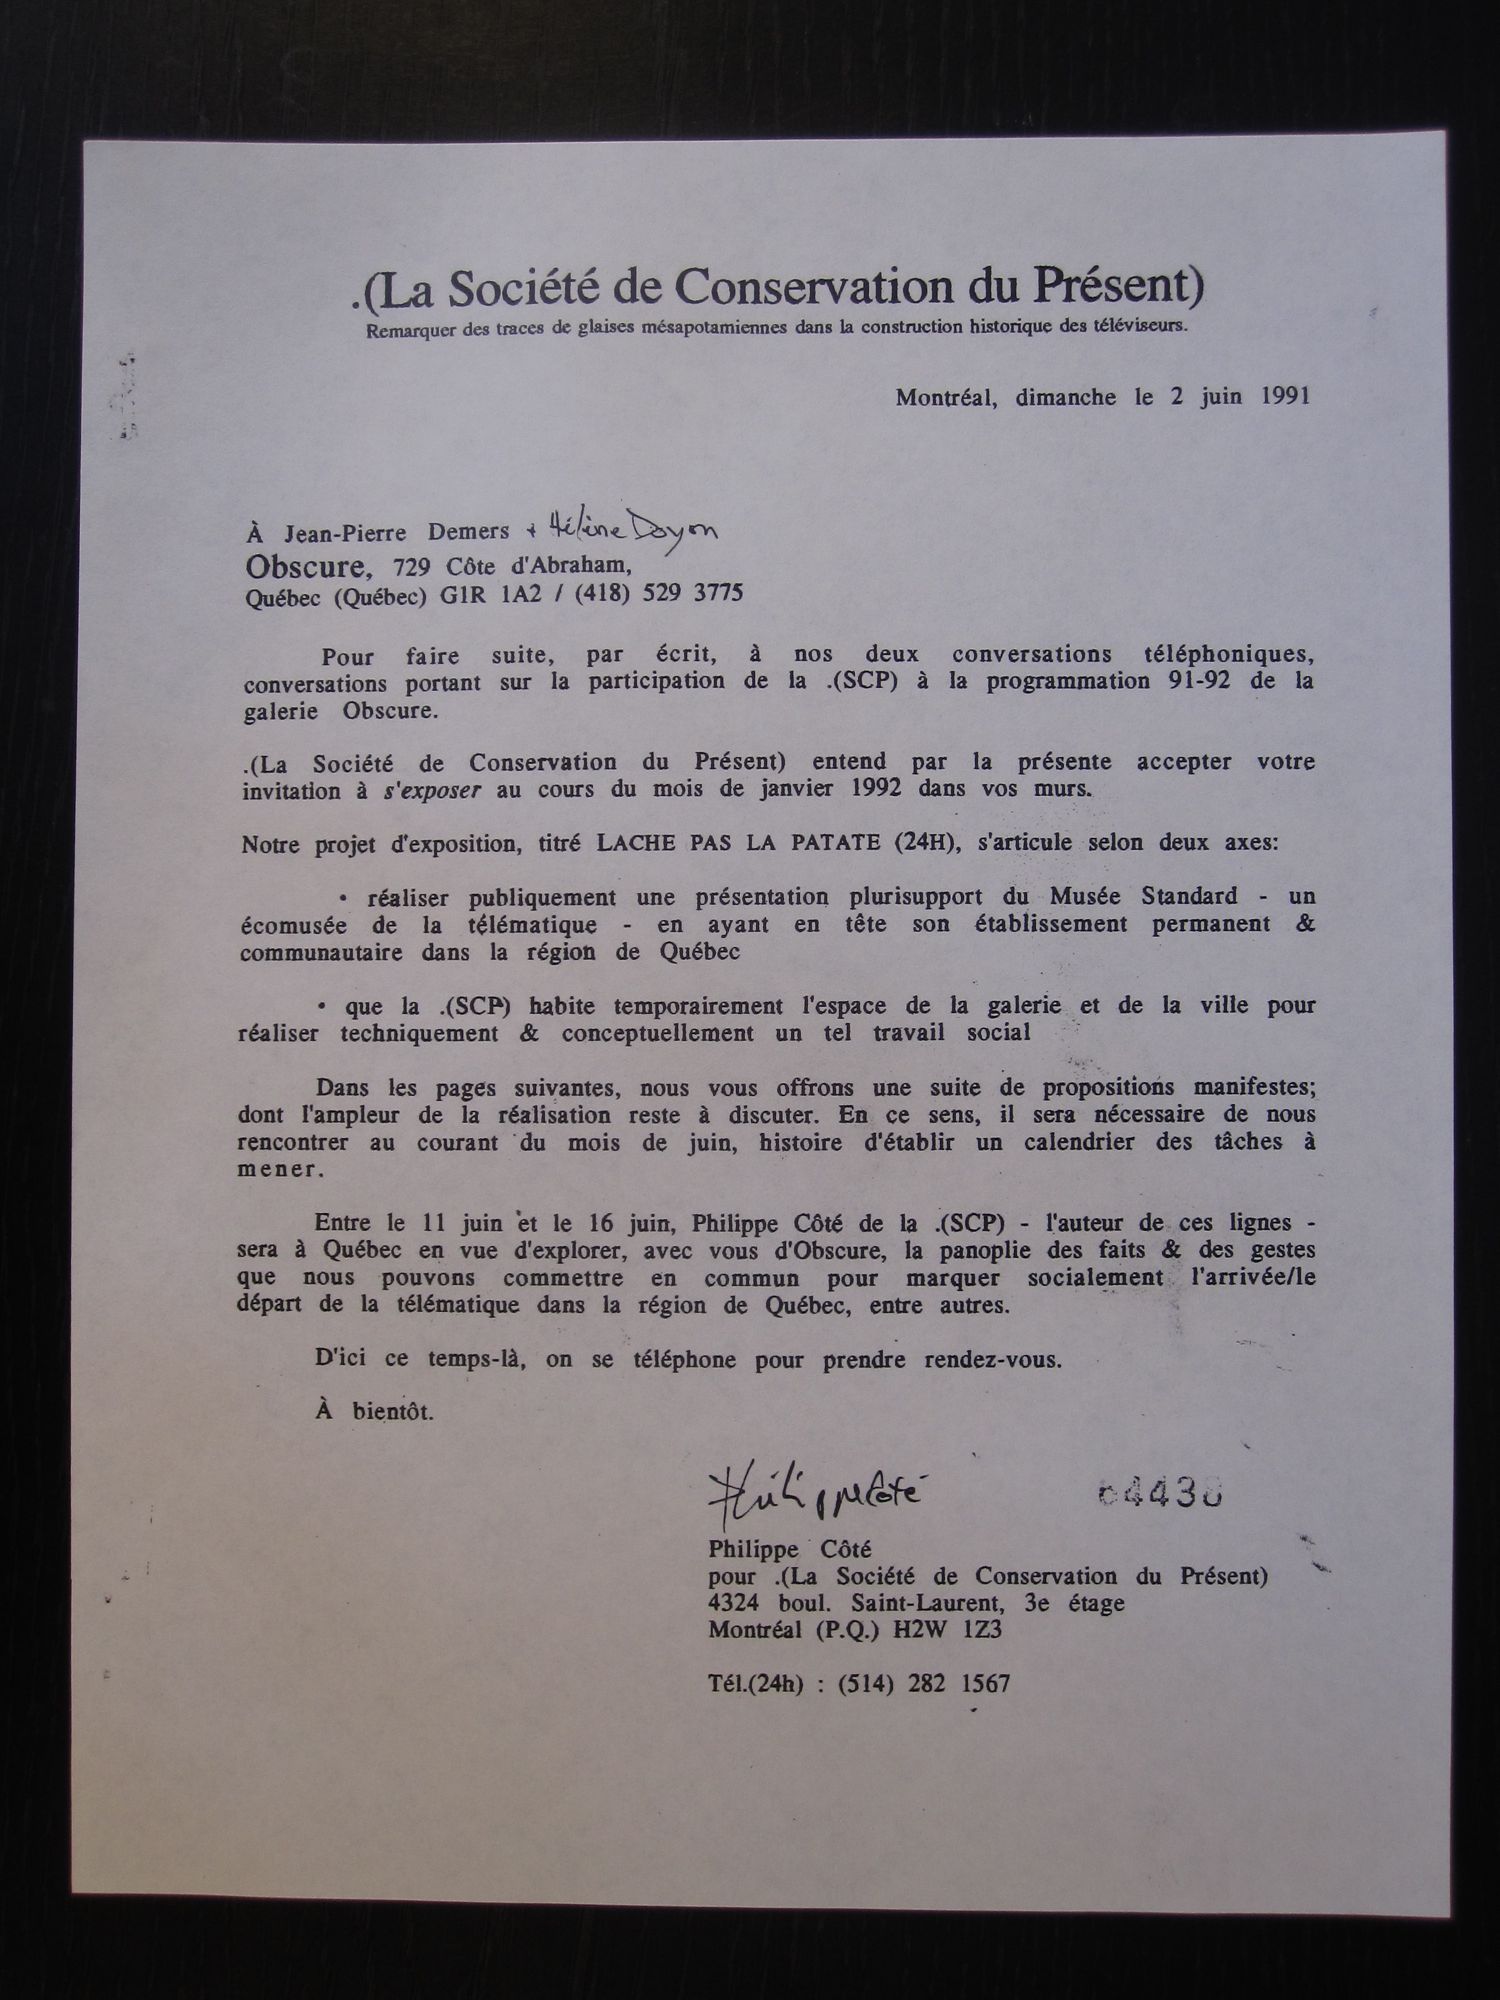 .(La Société de Conservation du Présent)
Remarquer des traces de glaises mésapotamiennes dans la construction historique des téléviseurs.
Montréal, dimanche le 2 juin 1991
À Jean-Pierre Demers + Hélène Doyon
Obscure, 729 Côte d'Abraham,
Québec (Québec) G1R 1A2 / (418) 529 3775
Pour faire suite, par écrit, à nos deux conversations téléphoniques,
conversations portant sur la participation de la .(SCP) à la programmation 91-92 de la
galerie Obscure.
.(La Société de Conservation du Présent) entend par la présente accepter votre
invitation à s'exposer au cours du mois de janvier 1992 dans vos murs.
Notre projet d'exposition, titré LACHE PAS LA PATATE (24H), s'articule selon deux axes:
• réaliser publiquement une présentation plurisupport du Musée Standard - un
écomusée de la télématique - en ayant en tête son établissement permanent &
communautaire dans la région de Québec
• que la .(SCP) habite temporairement l'espace de la galerie et de la ville pour
réaliser techniquement & conceptuellement un tel travail social
Dans les pages suivantes, nous vous offrons une suite de propositions manifestes;
dont l'ampleur de la réalisation reste à discuter. En ce sens, il sera nécessaire de nous
rencontrer au courant du mois de juin, histoire d'établir un calendrier des tâches à
mener.
Entre le 11 juin et le 16 juin, Philippe Côté de la .(SCP) - l'auteur de ces lignes -
sera à Québec en vue d'explorer, avec vous d'Obscure, la panoplie des faits & des gestes
que nous pouvons commettre en commun pour marquer socialement l'arrivée/le
départ de la télématique dans la région de Québec, entre autres.
D'ici ce temps-là, on se téléphone pour prendre rendez-vous.
À bientôt.
Philippe Côté
Philippe Côté
pour .(La Société de Conservation du Présent)
4324 boul. Saint-Laurent, 3e étage
Montréal (P.Q.) H2W 1Z3
Tél.(24h) : (514) 282 1567